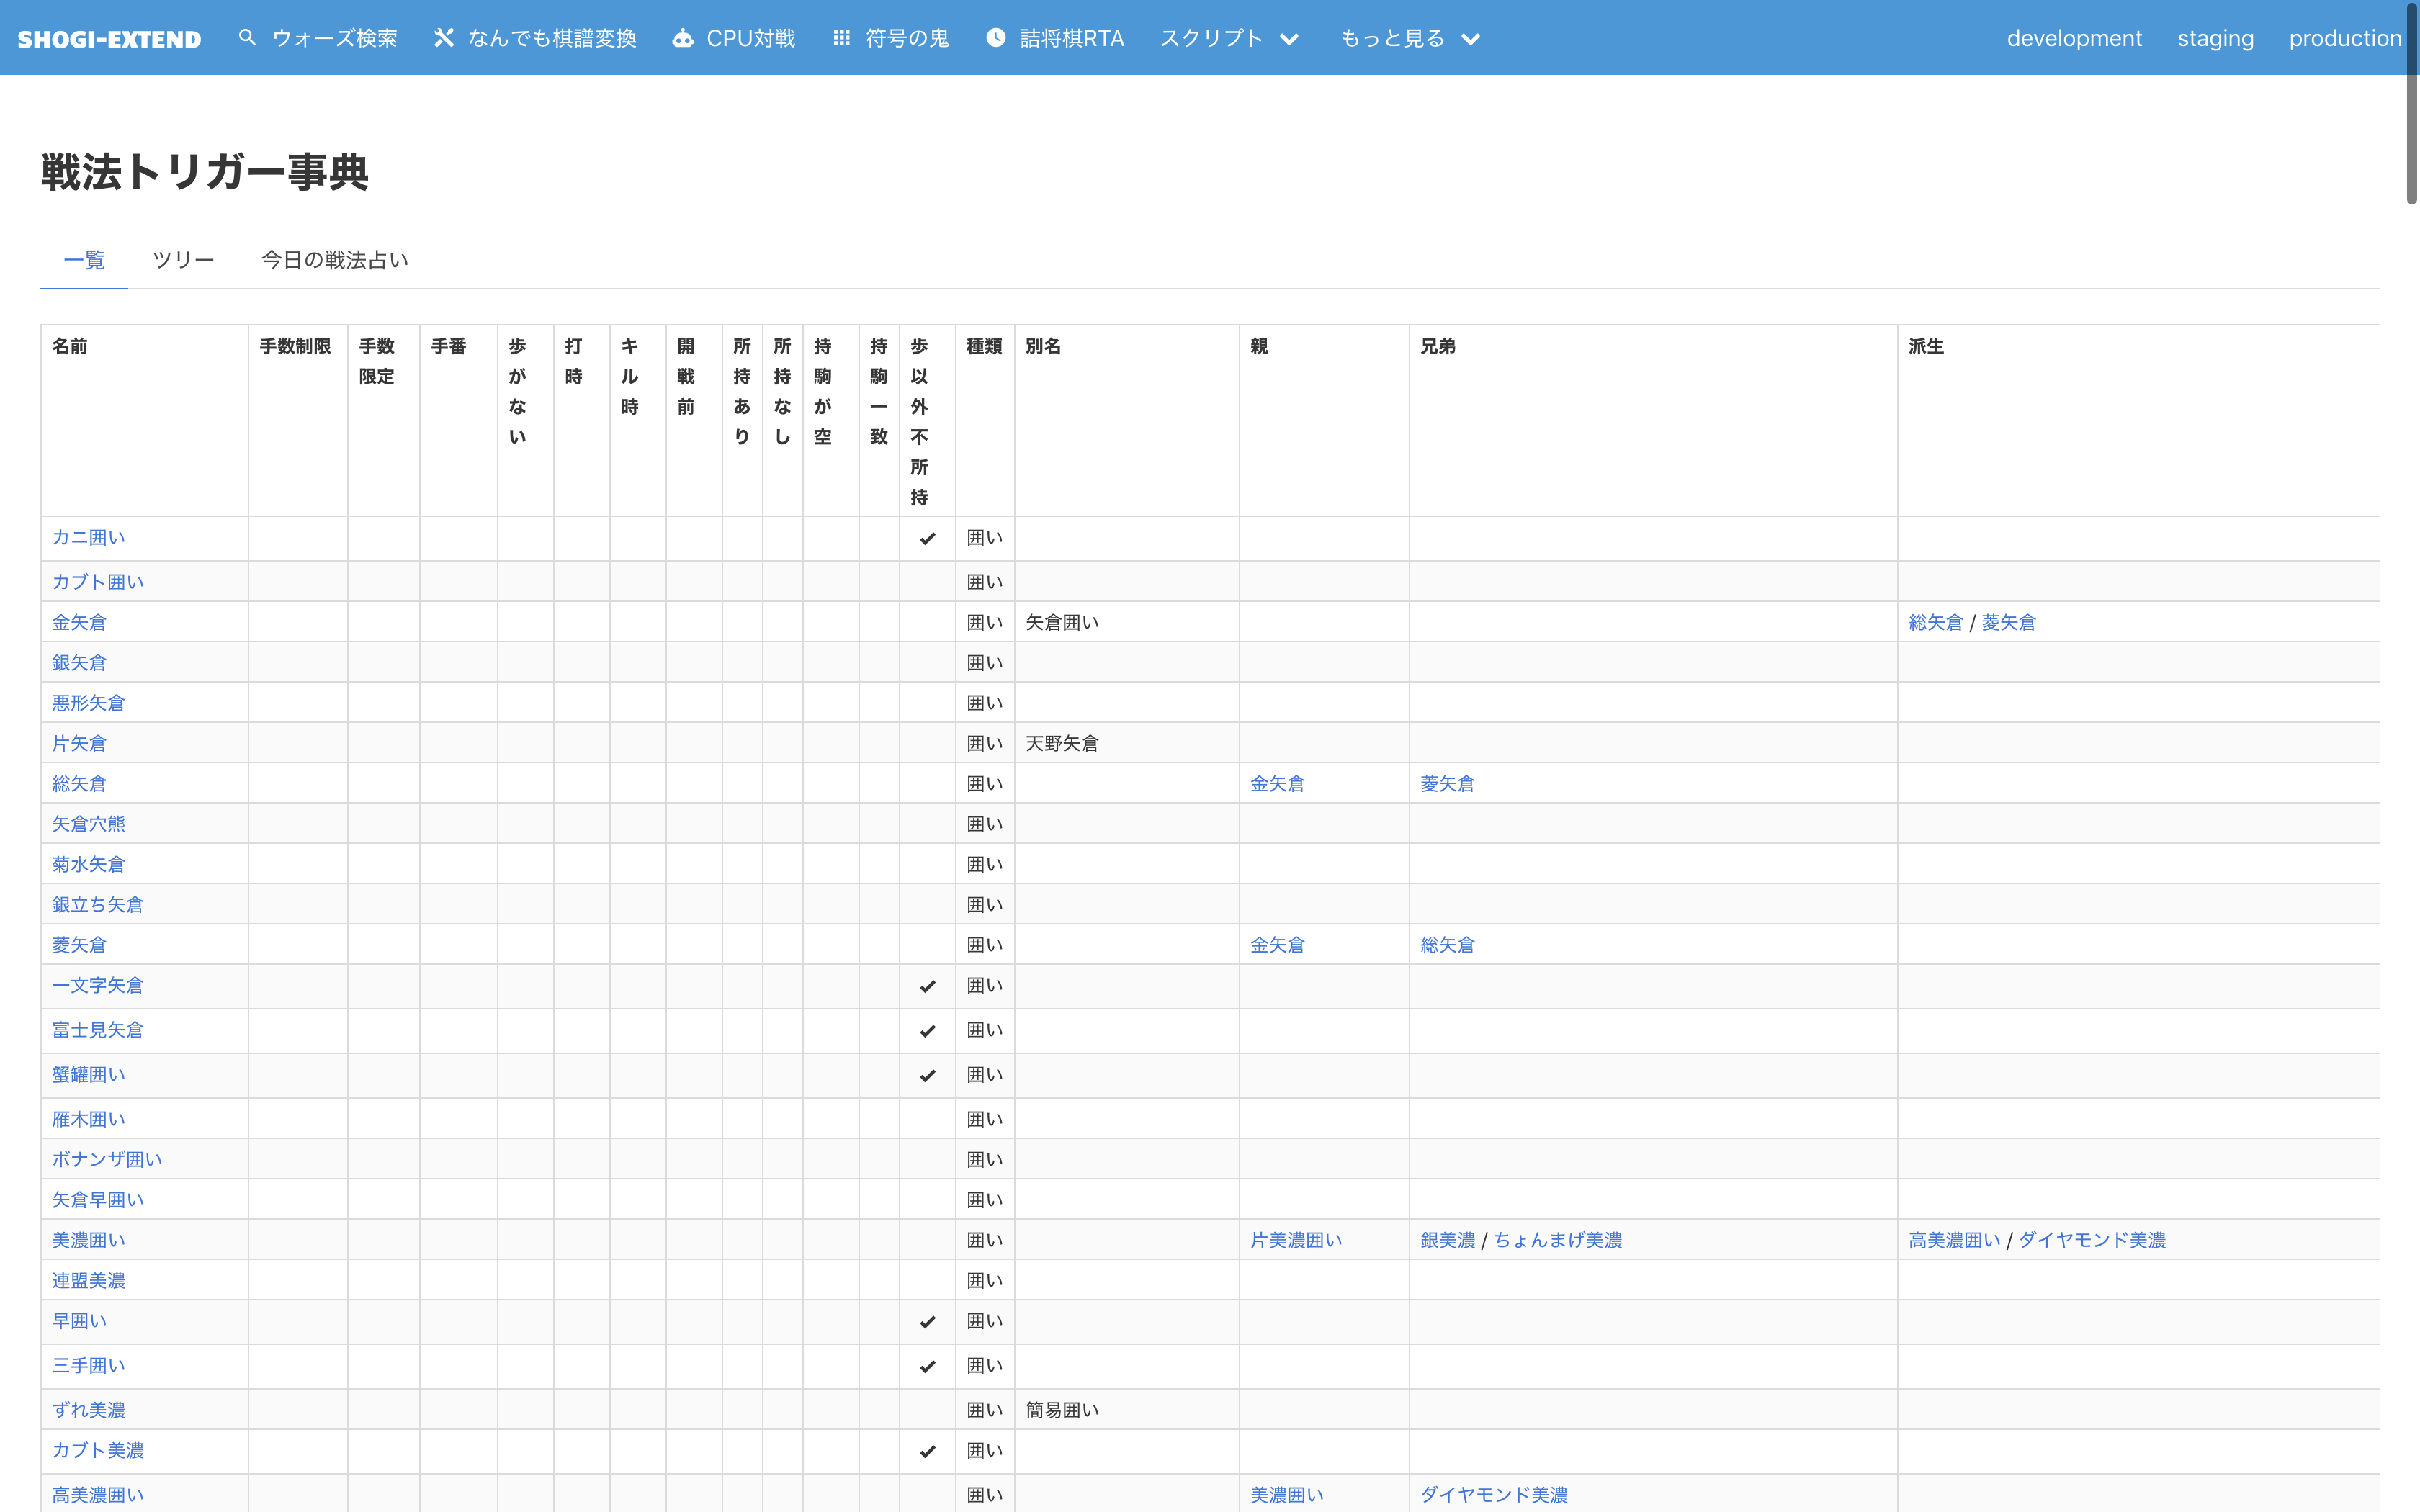 SHOGI-EXTEND ウォーズ検索 なんでも棋譜変換 CPU対戦 符号の鬼 詰将棋RTA スクリプト もっと見る development staging production
戦法トリガー事典
一覧 ツリー 今日の戦法占い
名前 手数制限 手数限定 手番 歩がない 打時 キル時 開戦前 所持あり 所持なし 持駒が空 持駒一致 歩以外不所持 種類 別名 親 兄弟 派生
カニ囲い ✓ 囲い
カブト囲い 囲い
金矢倉 囲い 矢倉囲い 総矢倉 / 菱矢倉
銀矢倉 囲い
悪形矢倉 囲い
片矢倉 囲い 天野矢倉
総矢倉 囲い 金矢倉 菱矢倉
矢倉穴熊 囲い
菊水矢倉 囲い
銀立ち矢倉 囲い
菱矢倉 囲い 金矢倉 総矢倉
一文字矢倉 ✓ 囲い
富士見矢倉 ✓ 囲い
蟹罐囲い ✓ 囲い
雁木囲い 囲い
ボナンザ囲い 囲い
矢倉早囲い 囲い
美濃囲い 囲い 片美濃囲い 銀美濃 / ちょんまげ美濃 高美濃囲い / ダイヤモンド美濃
連盟美濃 囲い
早囲い ✓ 囲い
三手囲い ✓ 囲い
ずれ美濃 囲い 簡易囲い
カブト美濃 ✓ 囲い
高美濃囲い 囲い 美濃囲い ダイヤモンド美濃